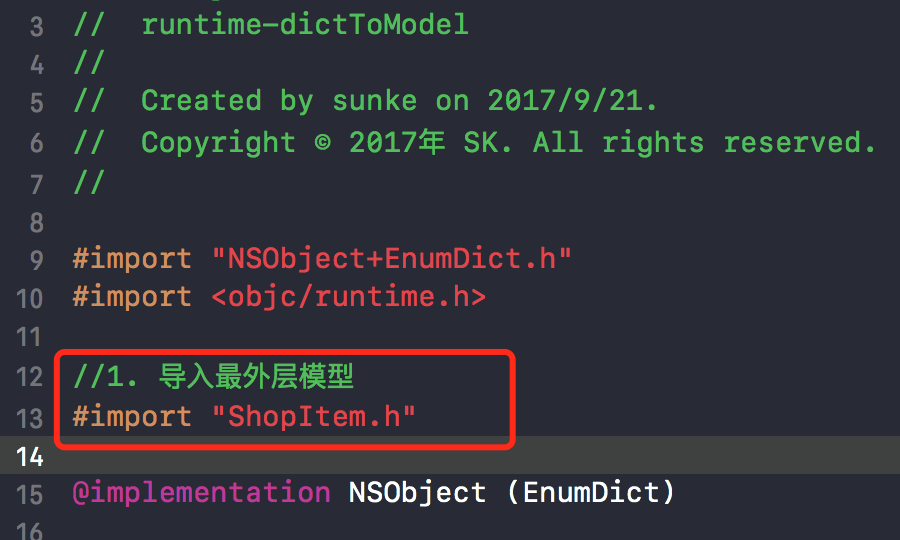 3 //  runtime-dictToModel
4 //
5 //  Created by sunke on 2017/9/21.
6 //  Copyright © 2017年 SK. All rights reserved.
7 //
8
9 #import "NSObject+EnumDict.h"
10 #import <objc/runtime.h>
11
12 //1. 导入最外层模型
13 #import "ShopItem.h"
14
15 @implementation NSObject (EnumDict)
16